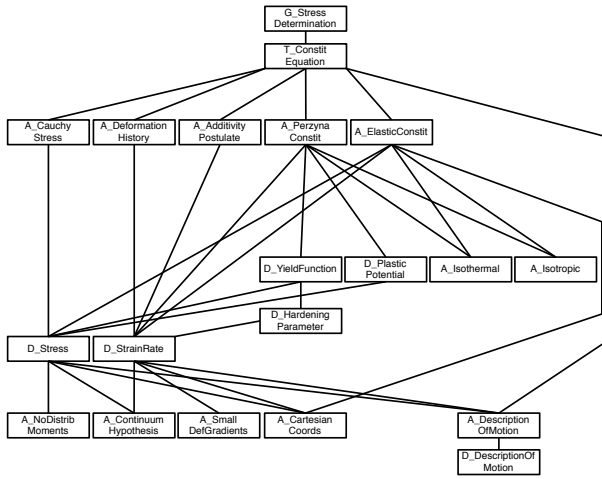 G_Stress
Determination
T_Constit
Equation
A_Cauchy
Stress
A_Deformation
History
A_Additivity
Postulate
A_Perzyna
Constit
A_ElasticConstit
D_YieldFunction
D_Plastic
Potential
A_Isothermal
A_Isotropic
D_Hardening
Parameter
D_Stress
D_StrainRate
A_NoDistrib
Moments
A_Continuum
Hypothesis
A_Small
DefGradients
A_Cartesian
Coords
A_Description
OfMotion
D_DescriptionOf
Motion